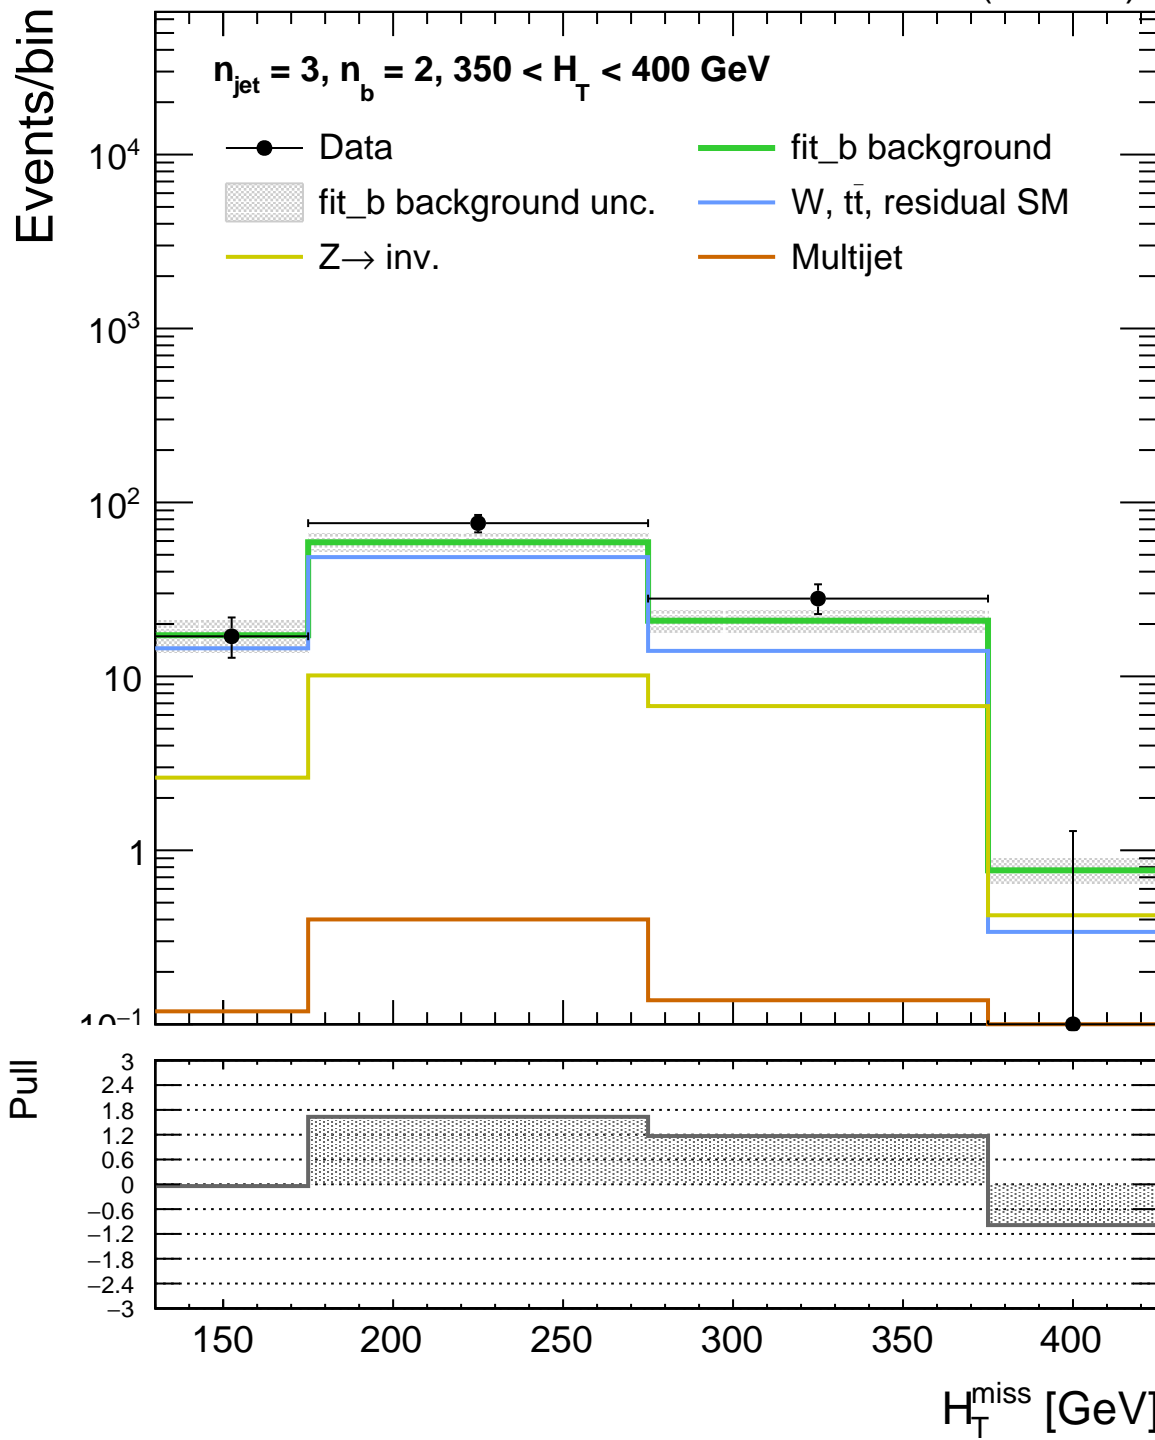 n_jet = 3, n_b = 2, 350 < H_T < 400 GeV
Data
fit_b background
fit_b background unc.
W, tt̄, residual SM
Z→ inv.
Multijet
Events/bin
10^4
10^3
10^2
10
1
10^−1
Pull
3
2.4
1.8
1.2
0.6
0
−0.6
−1.2
−1.8
−2.4
−3
150 200 250 300 350 400
H_T^miss [GeV]